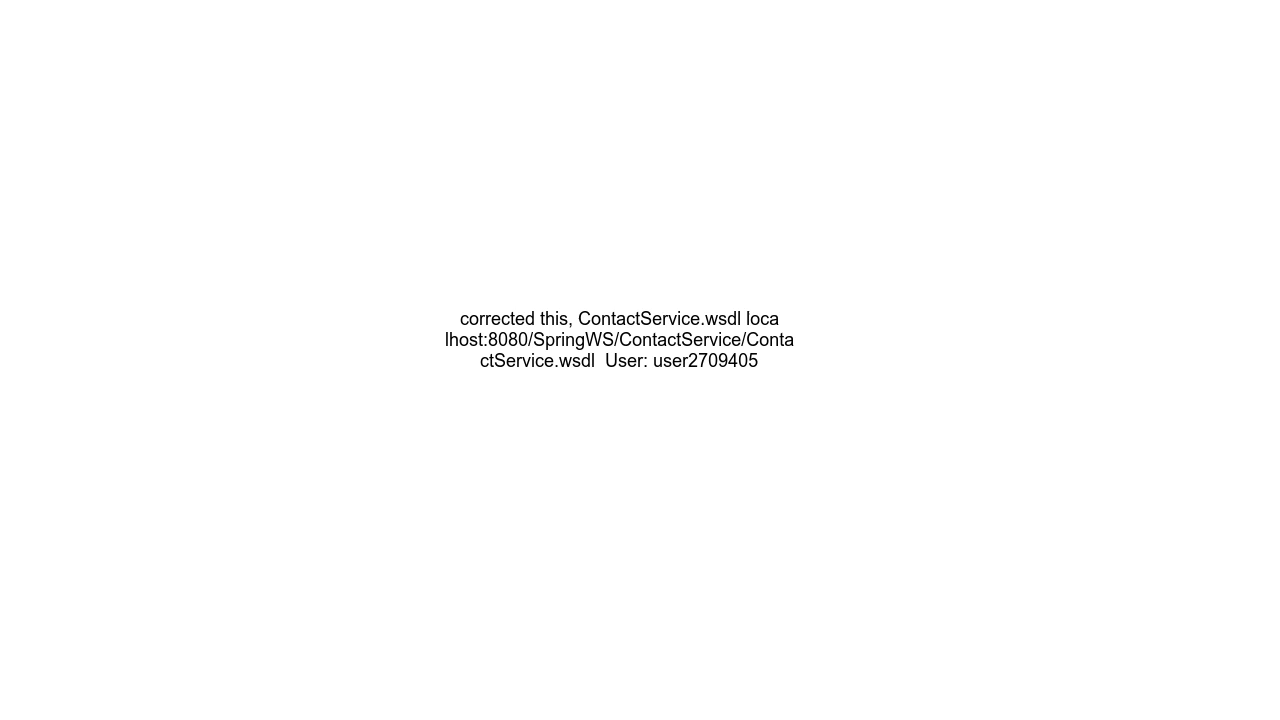 corrected this, ContactService.wsdl loca
lhost:8080/SpringWS/ContactService/Conta
ctService.wsdl  User: user2709405